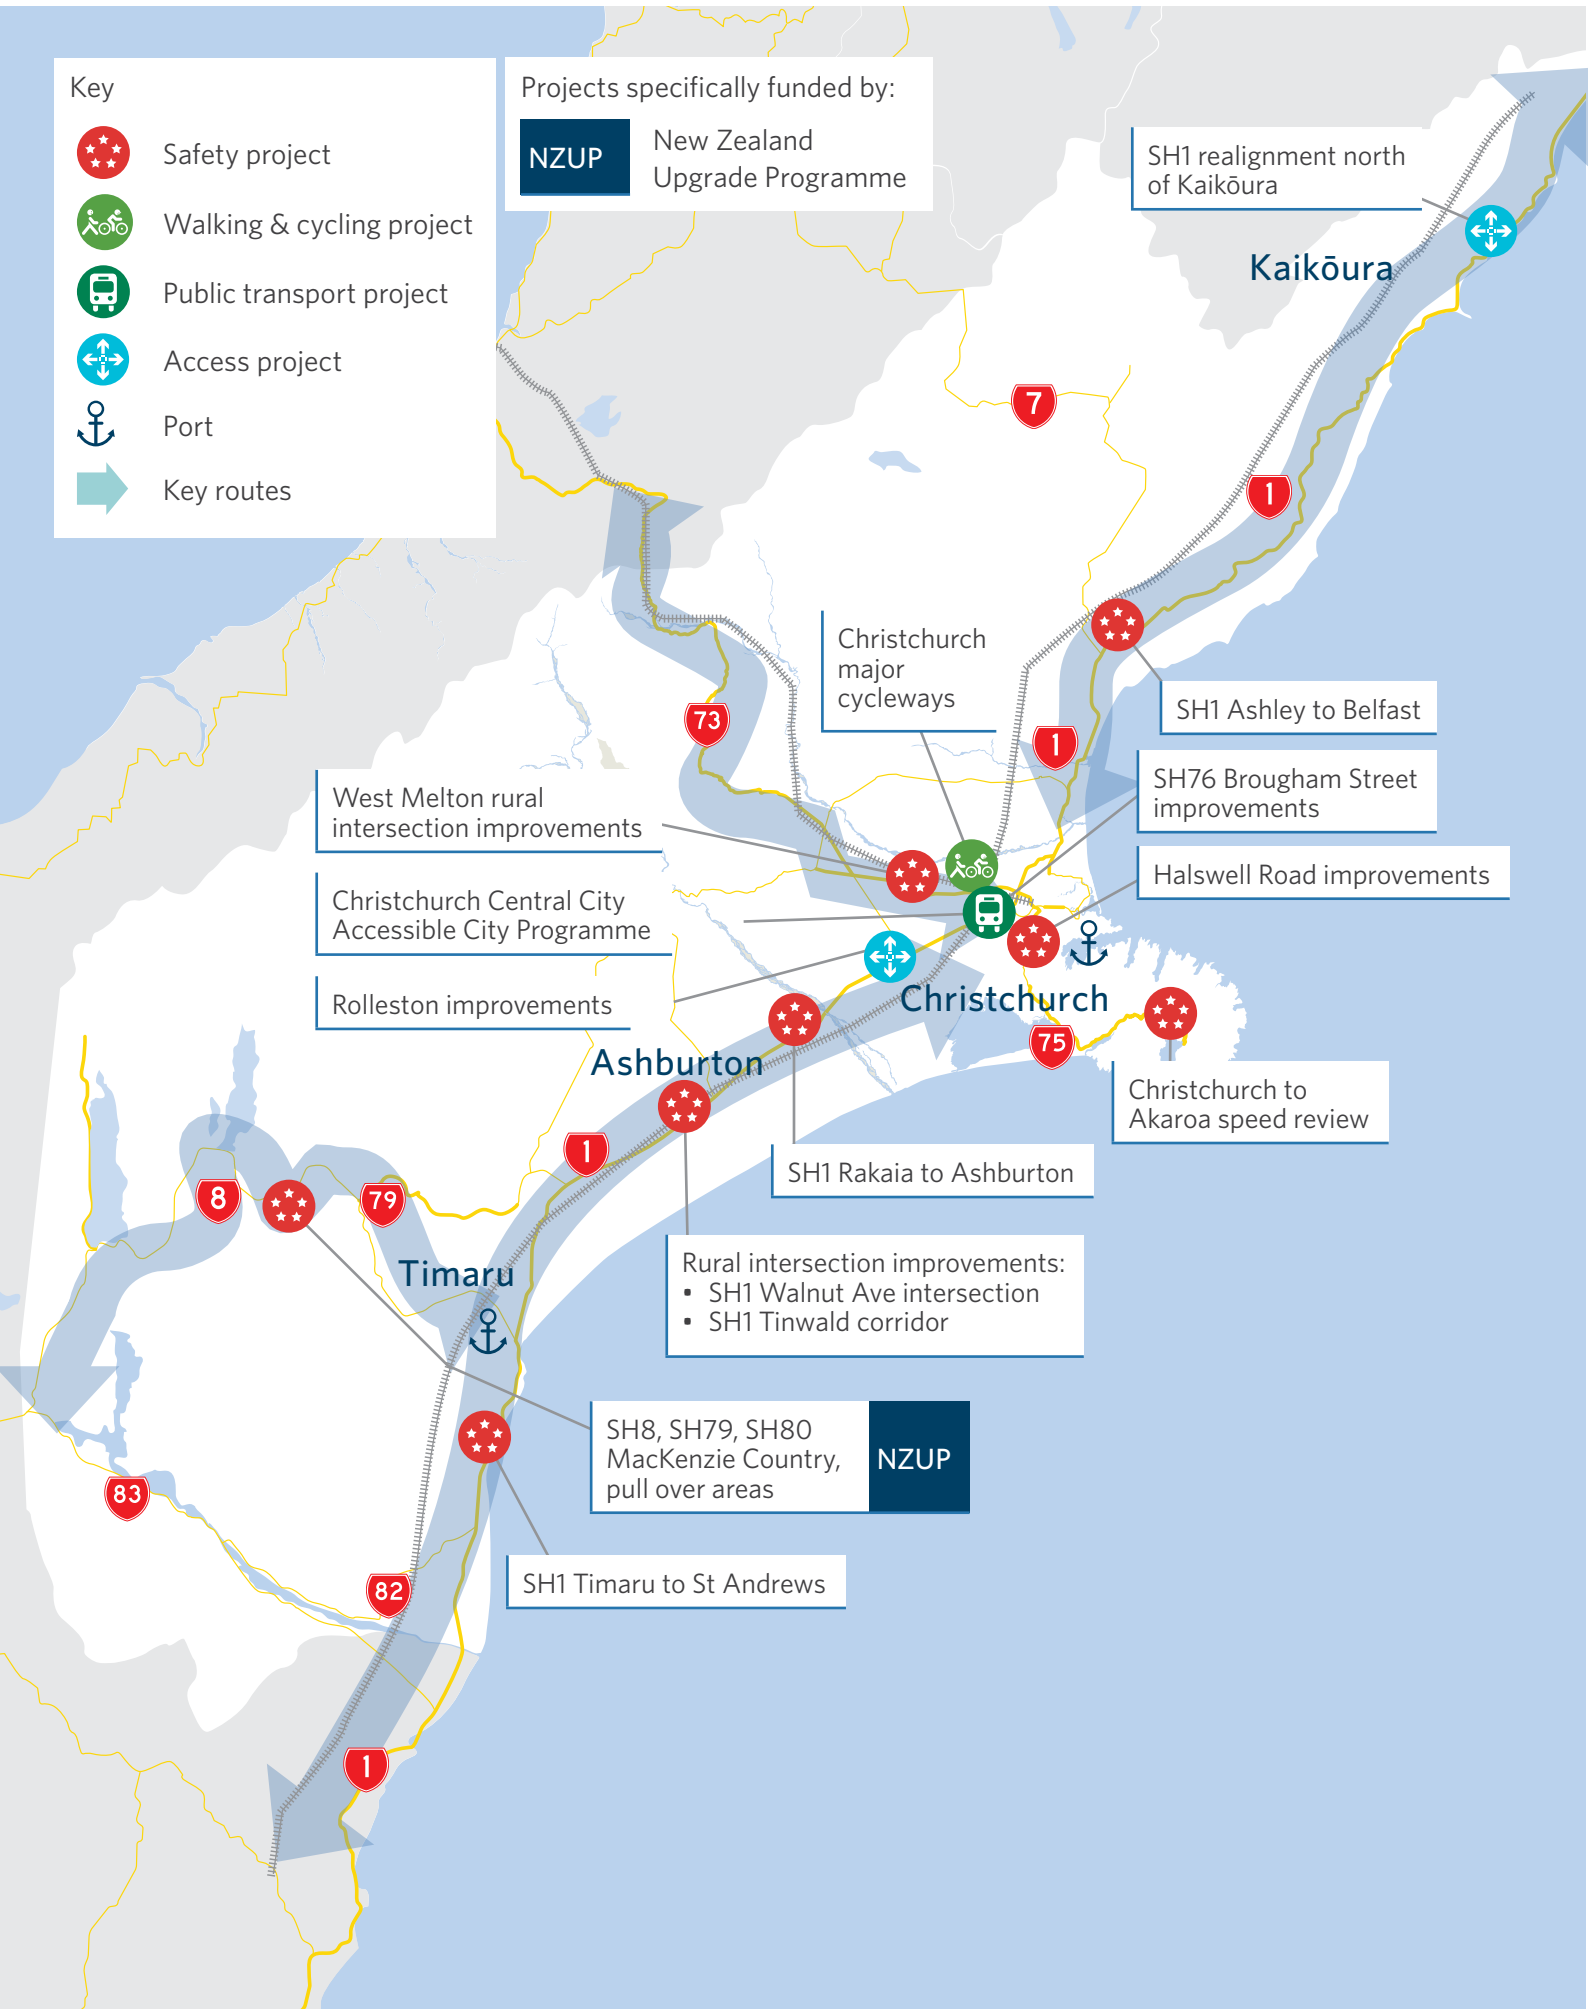 Key
Safety project
Walking & cycling project
Public transport project
Access project
Port
Key routes
Projects specifically funded by:
NZUP
New Zealand
Upgrade Programme
SH1 realignment north
of Kaikōura
Kaikōura
7
1
Christchurch
major
cycleways
73
SH1 Ashley to Belfast
1
SH76 Brougham Street
improvements
West Melton rural
intersection improvements
Halswell Road improvements
Christchurch Central City
Accessible City Programme
Rolleston improvements
Christchurch
75
Ashburton
Christchurch to
Akaroa speed review
1
SH1 Rakaia to Ashburton
8
79
Timaru
Rural intersection improvements:
• SH1 Walnut Ave intersection
• SH1 Tinwald corridor
SH8, SH79, SH80
MacKenzie Country,
pull over areas
NZUP
83
SH1 Timaru to St Andrews
82
1